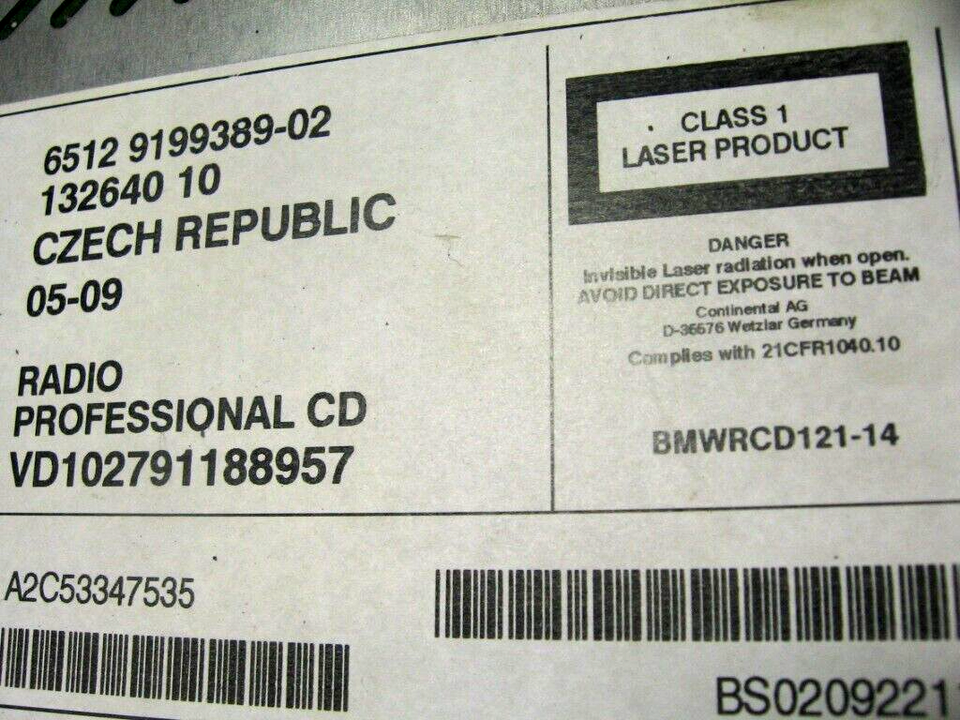 6512 9199389-02
132640 10
CZECH REPUBLIC
05-09
RADIO
PROFESSIONAL CD
VD102791188957
CLASS 1
LASER PRODUCT
DANGER
Invisible Laser radiation when open.
AVOID DIRECT EXPOSURE TO BEAM
Continental AG
D-35576 Wetzlar Germany
Complies with 21CFR1040.10
BMWRCD121-14
A2C53347535
BS02092211